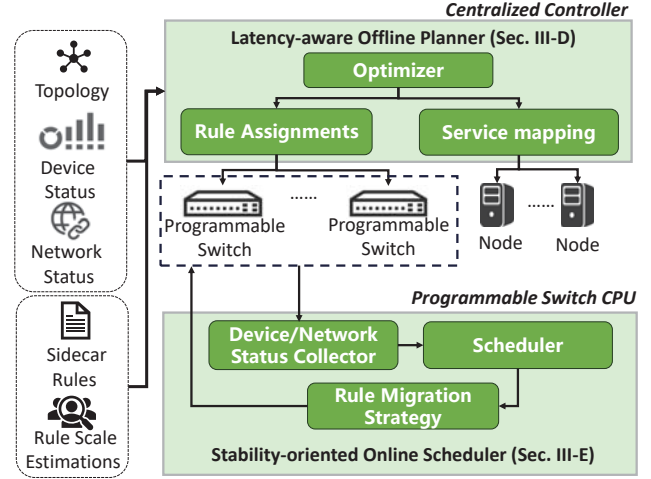 Centralized Controller
Latency-aware Offline Planner (Sec. III-D)
Optimizer
Rule Assignments
Service mapping
Topology
Device
Status
Network
Status
Sidecar
Rules
Rule Scale
Estimations
......
Programmable
Switch
Programmable
Switch
......
Node
Node
Programmable Switch CPU
Device/Network
Status Collector
Scheduler
Rule Migration
Strategy
Stability-oriented Online Scheduler (Sec. III-E)